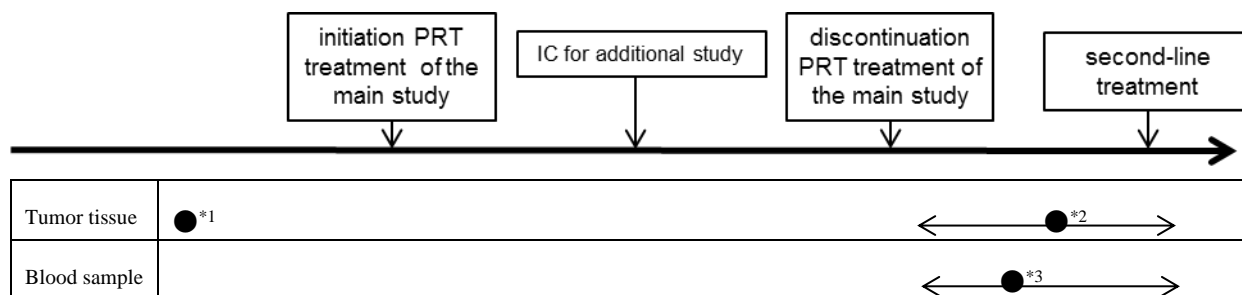 initiation PRT
treatment of the
main study
IC for additional study
discontinuation
PRT treatment of
the main study
second-line
treatment
Tumor tissue
*1
*2
Blood sample
*3